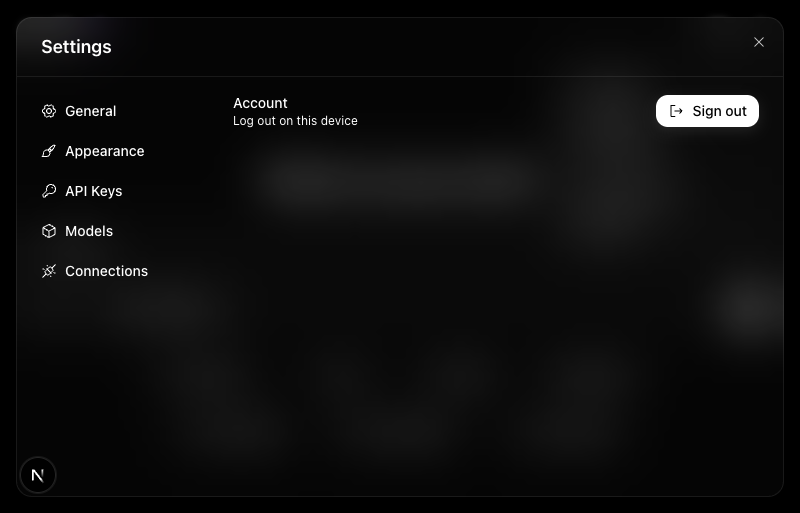 Settings
General
Appearance
API Keys
Models
Connections
Account
Log out on this device
Sign out
N